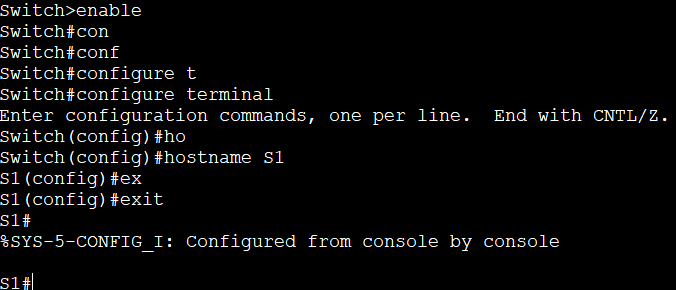 Switch>enable
Switch#con
Switch#conf
Switch#configure t
Switch#configure terminal
Enter configuration commands, one per line.  End with CNTL/Z.
Switch(config)#ho
Switch(config)#hostname S1
S1(config)#ex
S1(config)#exit
S1#
%SYS-5-CONFIG_I: Configured from console by console
S1#